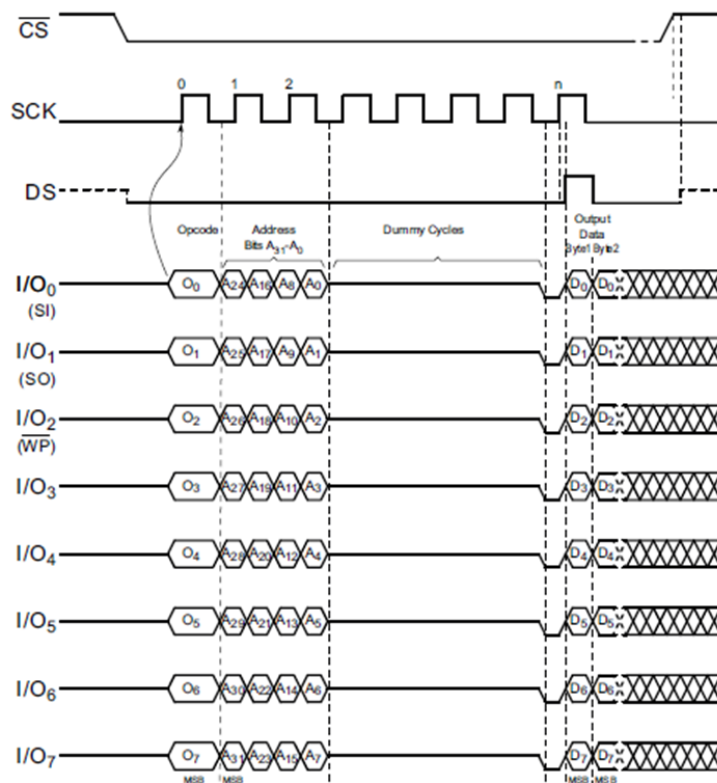 CS
0 1 2 n
SCK
DS
Opcode Address Bits A31-A0 Dummy Cycles Output Data
Byte1 Byte2
I/O0 O0 A24 A16 A8 A0 D0 D0
(SI)
I/O1 O1 A25 A17 A9 A1 D1 D1
(SO)
I/O2 O2 A26 A18 A10 A2 D2 D2
(WP)
I/O3 O3 A27 A19 A11 A3 D3 D3
I/O4 O4 A28 A20 A12 A4 D4 D4
I/O5 O5 A29 A21 A13 A5 D5 D5
I/O6 O6 A30 A22 A14 A6 D6 D6
I/O7 O7 A31 A23 A15 A7 D7 D7
MSB MSB MSB MSB